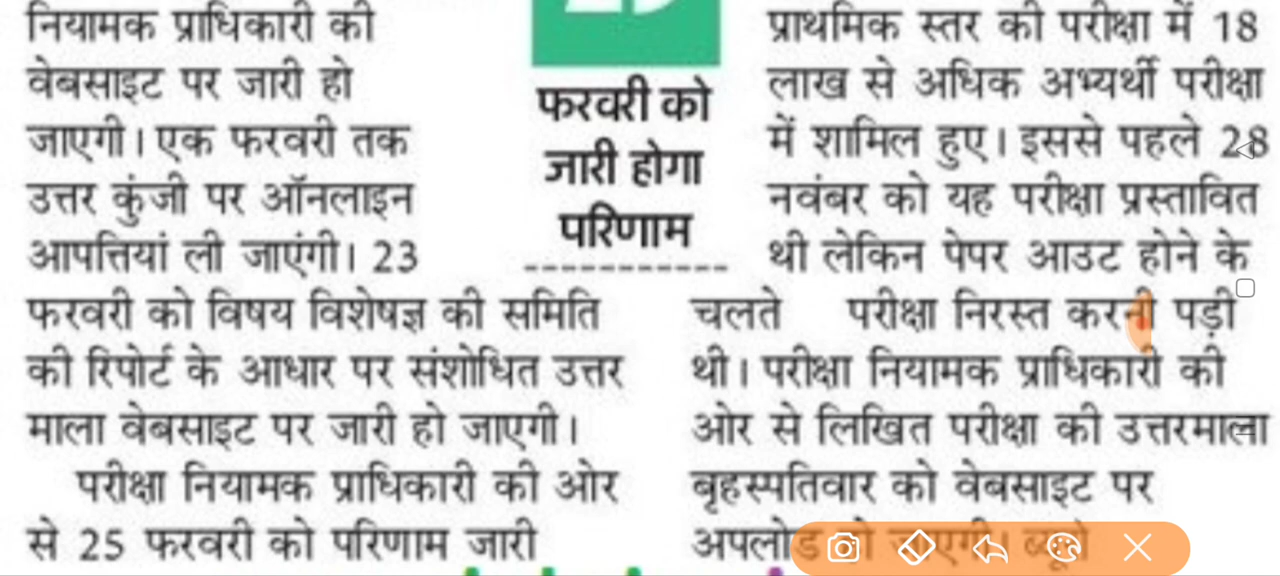 नियामक प्राधिकारी की
वेबसाइट पर जारी हो
जाएगी। एक फरवरी तक
उत्तर कुंजी पर ऑनलाइन
आपत्तियां ली जाएंगी। 23
फरवरी को विषय विशेषज्ञ की समिति
की रिपोर्ट के आधार पर संशोधित उत्तर
माला वेबसाइट पर जारी हो जाएगी।
परीक्षा नियामक प्राधिकारी की ओर
से 25 फरवरी को परिणाम जारी
फरवरी को
जारी होगा
परिणाम
प्राथमिक स्तर की परीक्षा में 18
लाख से अधिक अभ्यर्थी परीक्षा
में शामिल हुए। इससे पहले 28
नवंबर को यह परीक्षा प्रस्तावित
थी लेकिन पेपर आउट होने के
चलते परीक्षा निरस्त करनी पड़ी
थी। परीक्षा नियामक प्राधिकारी की
ओर से लिखित परीक्षा की उत्तरमाला
बृहस्पतिवार को वेबसाइट पर
अपलोड हो जाएगी। ब्यूरो